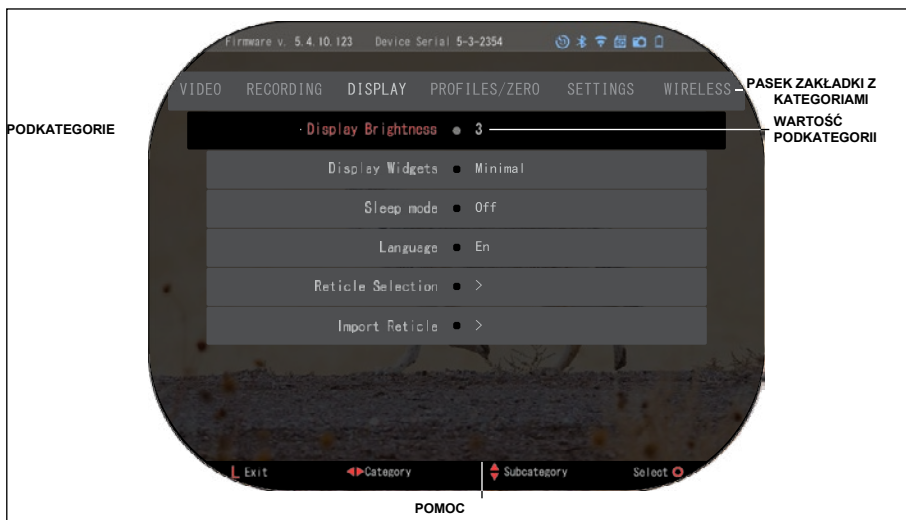 Firmware v. 5.4.10.123 Device Serial 5-3-2354
VIDEO RECORDING DISPLAY PROFILES/ZERO SETTINGS WIRELESS
PASEK ZAKŁADKI Z
KATEGORIAMI
PODKATEGORIE
Display Brightness 3
WARTOŚĆ
PODKATEGORII
Display Widgets Minimal
Sleep mode Off
Language En
Reticle Selection >
Import Reticle >
L Exit Category Subcategory Select
POMOC